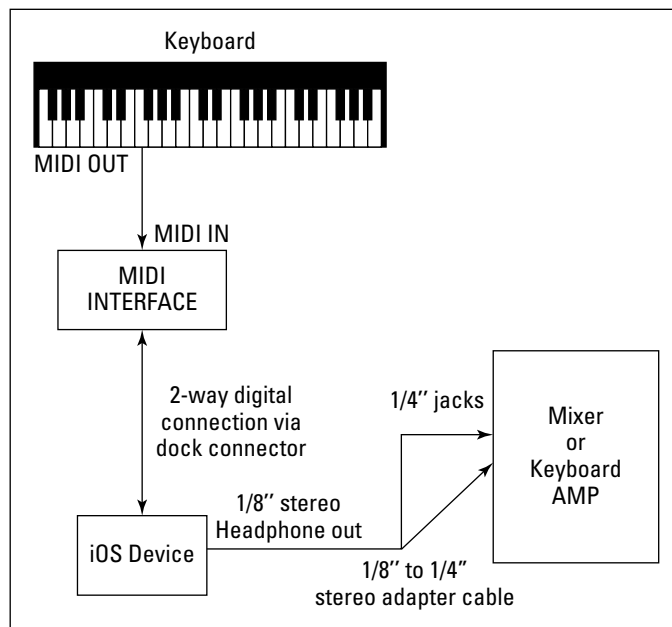 Keyboard
MIDI OUT
MIDI IN
MIDI
INTERFACE
2-way digital
connection via
dock connector
1/4′′ jacks
Mixer
or
Keyboard
AMP
1/8′′ stereo
Headphone out
iOS Device
1/8′′ to 1/4″
stereo adapter cable